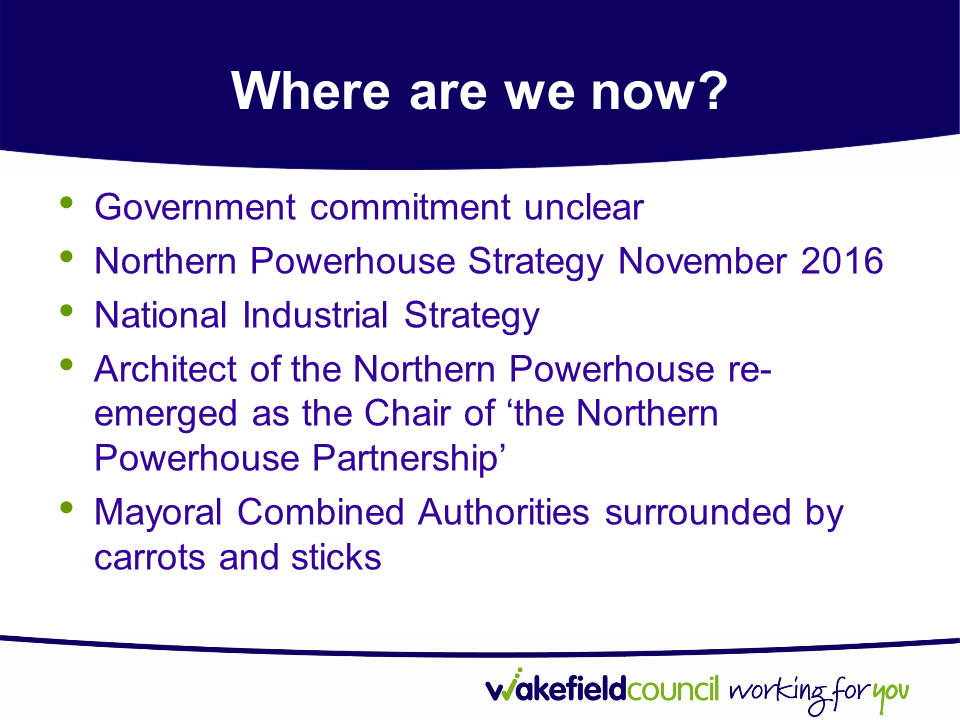 Where are we now?
• Government commitment unclear
• Northern Powerhouse Strategy November 2016
• National Industrial Strategy
• Architect of the Northern Powerhouse re-
emerged as the Chair of ‘the Northern
Powerhouse Partnership’
• Mayoral Combined Authorities surrounded by
carrots and sticks
wakefieldcouncil working for you